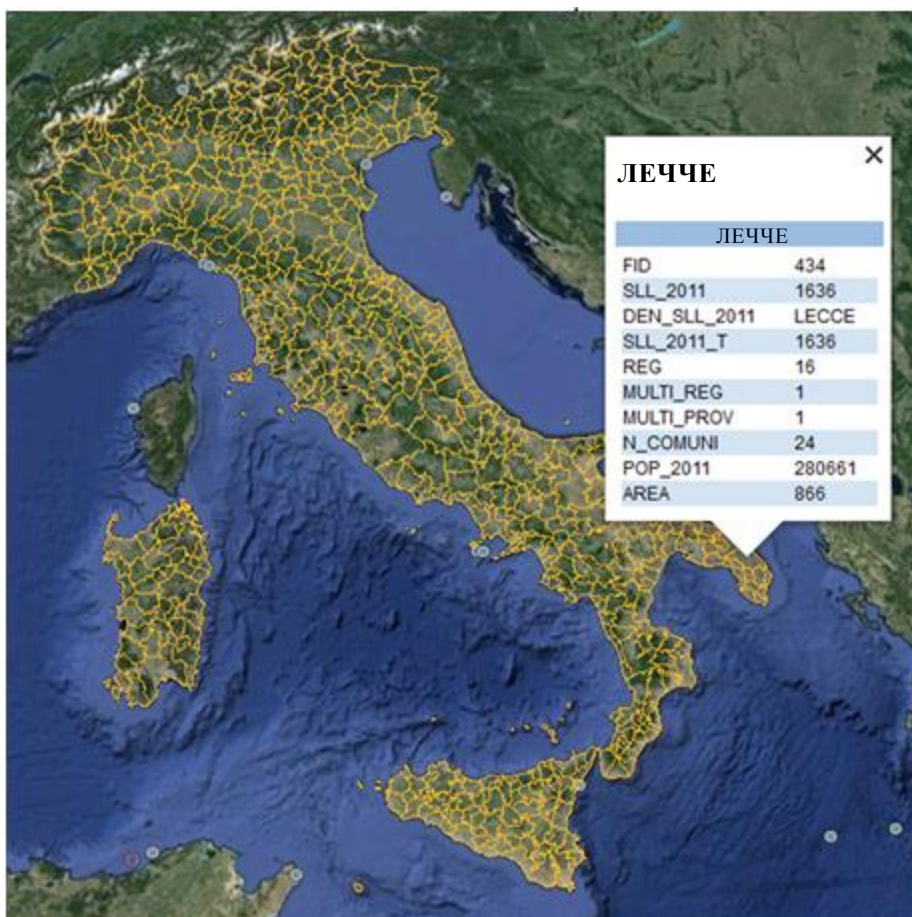 ЛЕЧЧЕ
ЛЕЧЧЕ
FID 434
SLL_2011 1636
DEN_SLL_2011 LECCE
SLL_2011_T 1636
REG 16
MULTI_REG 1
MULTI_PROV 1
N_COMUNI 24
POP_2011 280661
AREA 866